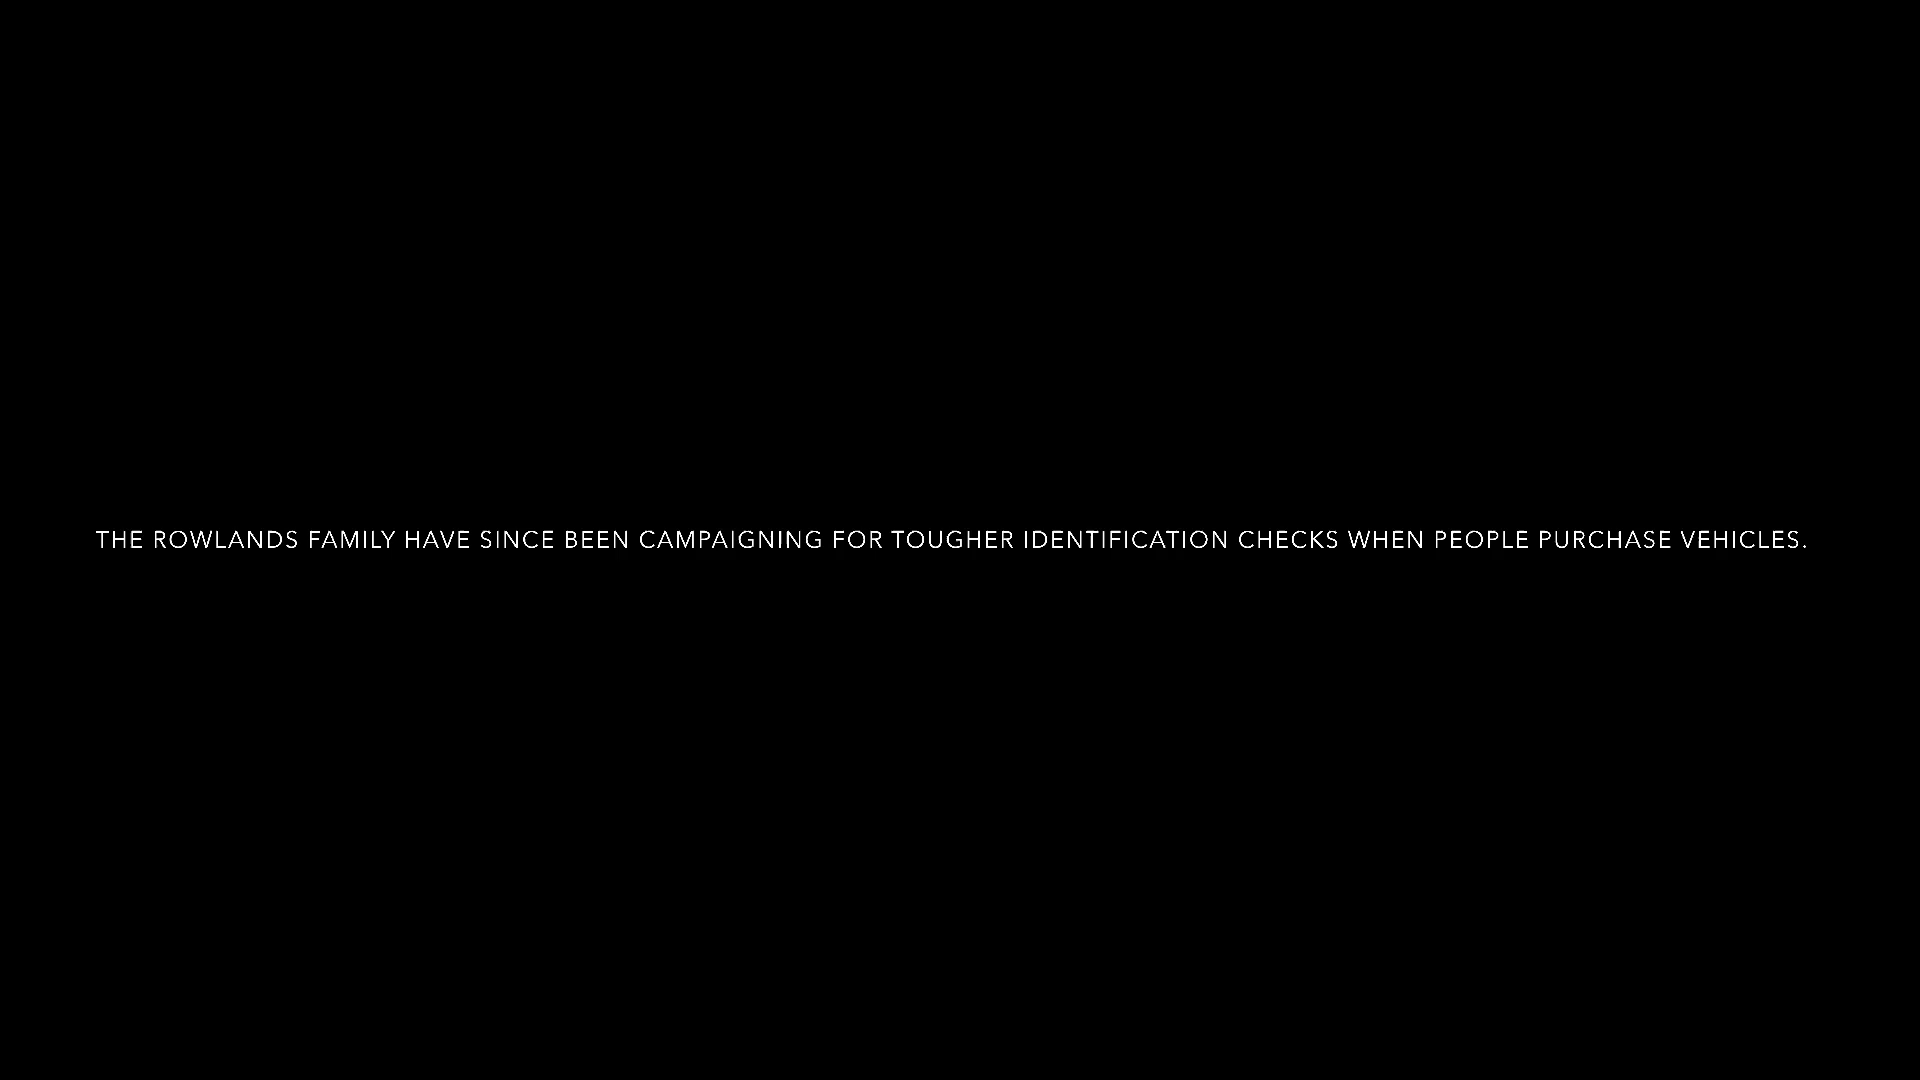 THE ROWLANDS FAMILY HAVE SINCE BEEN CAMPAIGNING FOR TOUGHER IDENTIFICATION CHECKS WHEN PEOPLE PURCHASE VEHICLES.